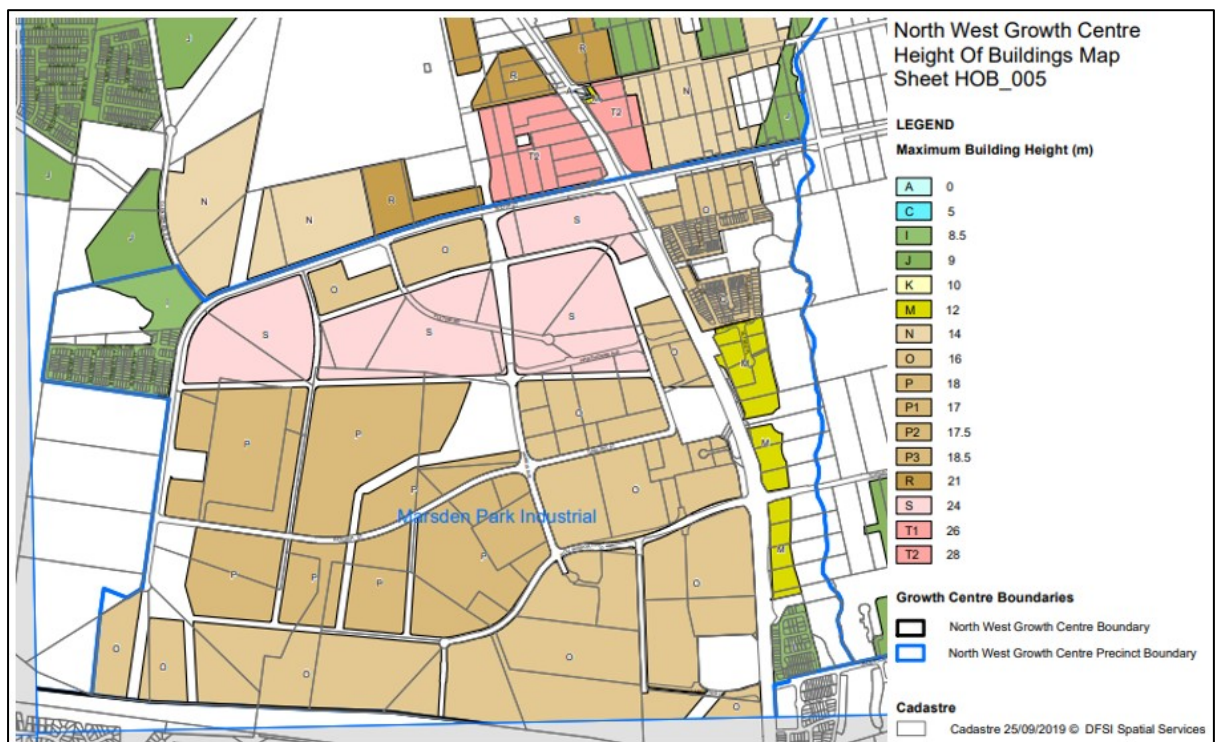 North West Growth Centre
Height Of Buildings Map
Sheet HOB_005
LEGEND
Maximum Building Height (m)
A 0
C 5
I 8.5
J 9
K 10
M 12
N 14
O 16
P 18
P1 17
P2 17.5
P3 18.5
R 21
S 24
T1 26
T2 28
Growth Centre Boundaries
North West Growth Centre Boundary
North West Growth Centre Precinct Boundary
Cadastre
Cadastre 25/09/2019 © DFSI Spatial Services
J
R
R
J
N
T2
T2
J
J
N
N
R
J
S
O
O
O
S
S
S
O
M
P
P
O
M
P
O
Marsden Park Industrial
P
P
P
P
O
M
O
O
O
O
O